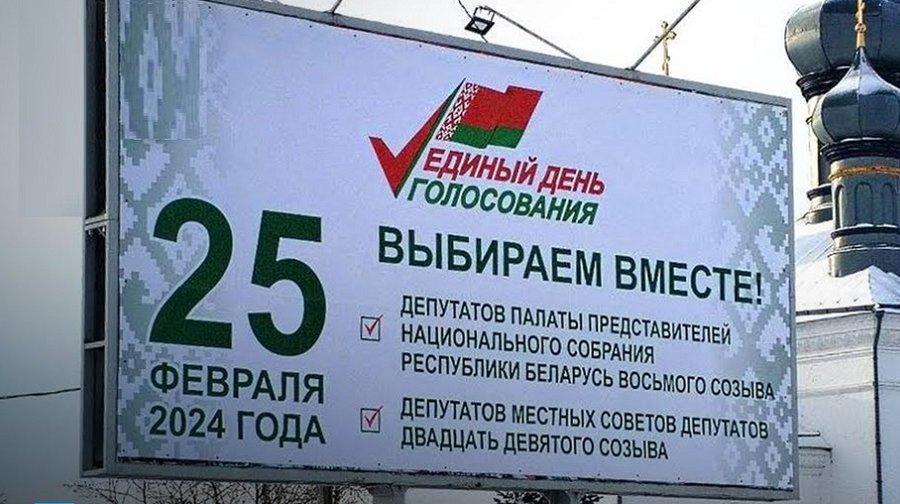 ЕДИНЫЙ ДЕНЬ
ГОЛОСОВАНИЯ
25
ФЕВРАЛЯ
2024 ГОДА
ВЫБИРАЕМ ВМЕСТЕ!
ДЕПУТАТОВ ПАЛАТЫ ПРЕДСТАВИТЕЛЕЙ
НАЦИОНАЛЬНОГО СОБРАНИЯ
РЕСПУБЛИКИ БЕЛАРУСЬ ВОСЬМОГО СОЗЫВА
ДЕПУТАТОВ МЕСТНЫХ СОВЕТОВ ДЕПУТАТОВ
ДВАДЦАТЬ ДЕВЯТОГО СОЗЫВА